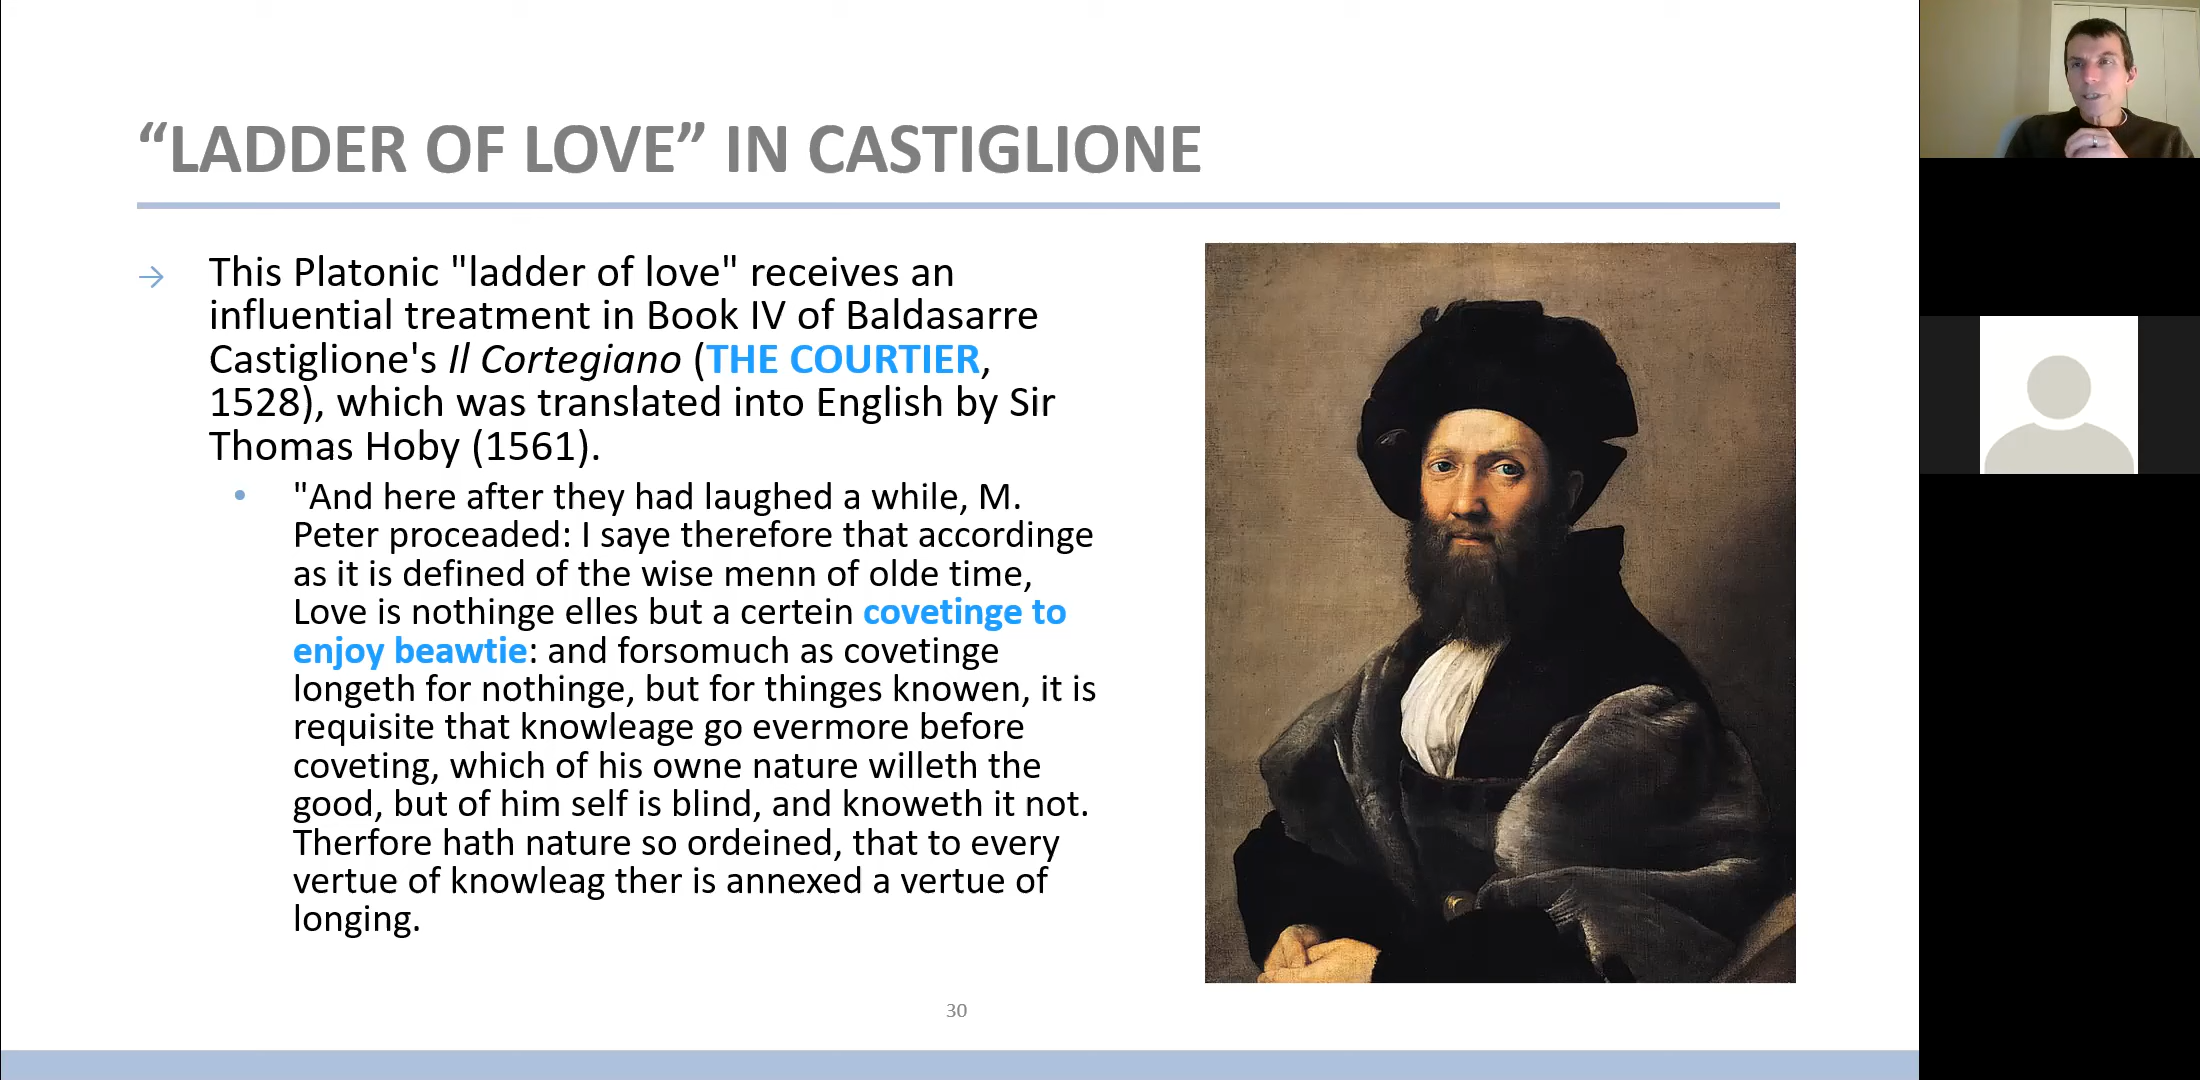 “LADDER OF LOVE” IN CASTIGLIONE
This Platonic "ladder of love" receives an
influential treatment in Book IV of Baldasarre
Castiglione's Il Cortegiano (THE COURTIER,
1528), which was translated into English by Sir
Thomas Hoby (1561).
"And here after they had laughed a while, M.
Peter proceaded: I saye therefore that accordinge
as it is defined of the wise menn of olde time,
Love is nothinge elles but a certein covetinge to
enjoy beawtie: and forsomuch as covetinge
longeth for nothinge, but for thinges knowen, it is
requisite that knowleage go evermore before
coveting, which of his owne nature willeth the
good, but of him self is blind, and knoweth it not.
Therfore hath nature so ordeined, that to every
vertue of knowleag ther is annexed a vertue of
longing.
30